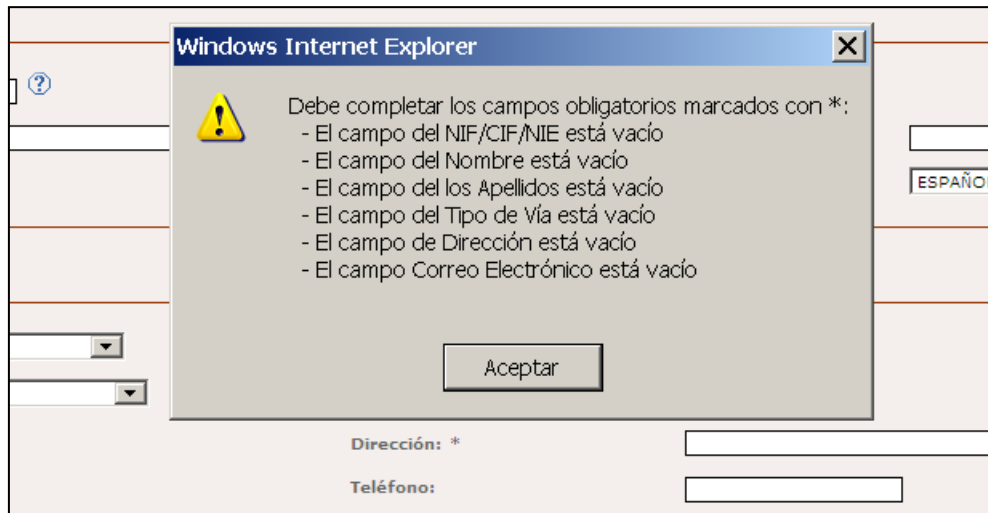 Windows Internet Explorer
?
Debe completar los campos obligatorios marcados con *:
- El campo del NIF/CIF/NIE está vacío
- El campo del Nombre está vacío
- El campo del los Apellidos está vacío
- El campo del Tipo de Vía está vacío
- El campo de Dirección está vacío
- El campo Correo Electrónico está vacío
ESPAÑO
Aceptar
Dirección: *
Teléfono: